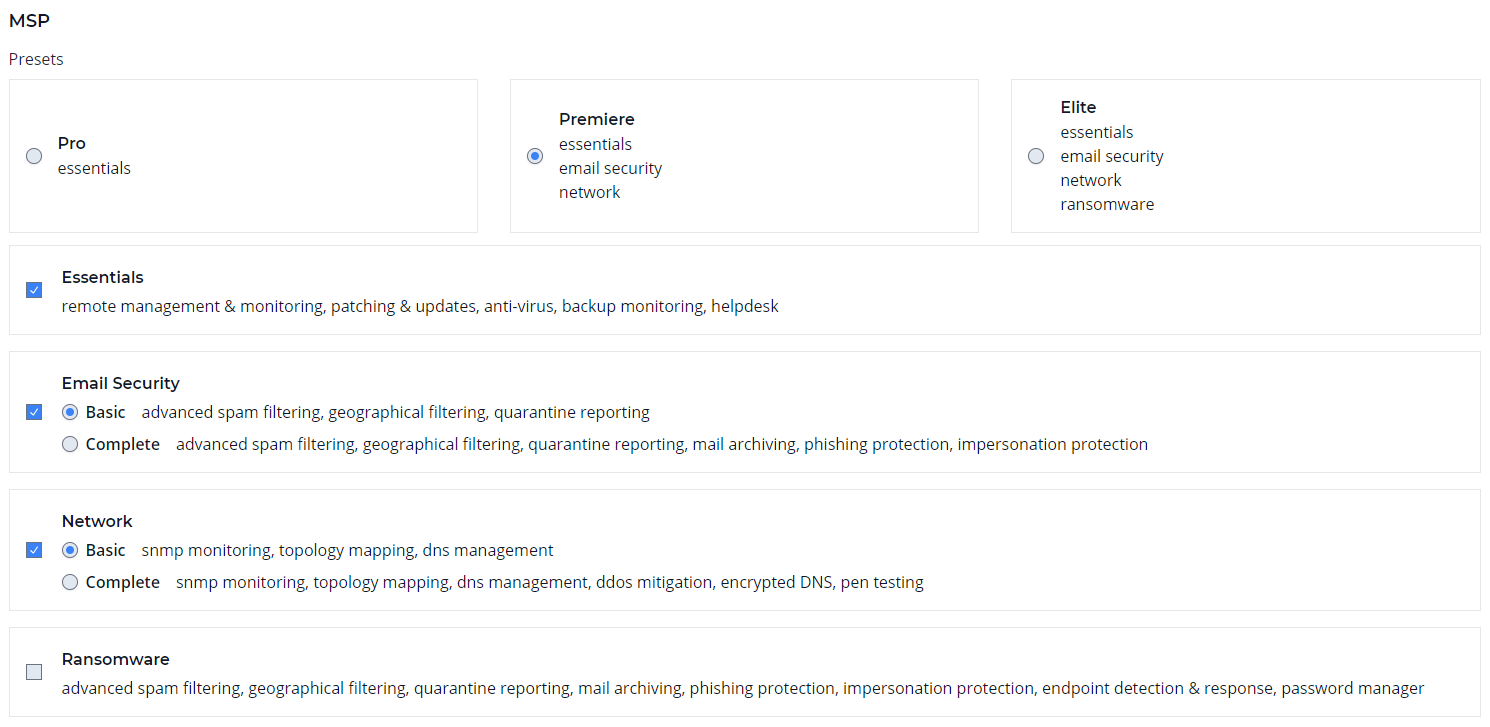 MSP
Presets
Pro
essentials
Premiere
essentials
email security
network
Elite
essentials
email security
network
ransomware
Essentials
remote management & monitoring, patching & updates, anti-virus, backup monitoring, helpdesk
Email Security
Basic advanced spam filtering, geographical filtering, quarantine reporting
Complete advanced spam filtering, geographical filtering, quarantine reporting, mail archiving, phishing protection, impersonation protection
Network
Basic snmp monitoring, topology mapping, dns management
Complete snmp monitoring, topology mapping, dns management, ddos mitigation, encrypted DNS, pen testing
Ransomware
advanced spam filtering, geographical filtering, quarantine reporting, mail archiving, phishing protection, impersonation protection, endpoint detection & response, password manager